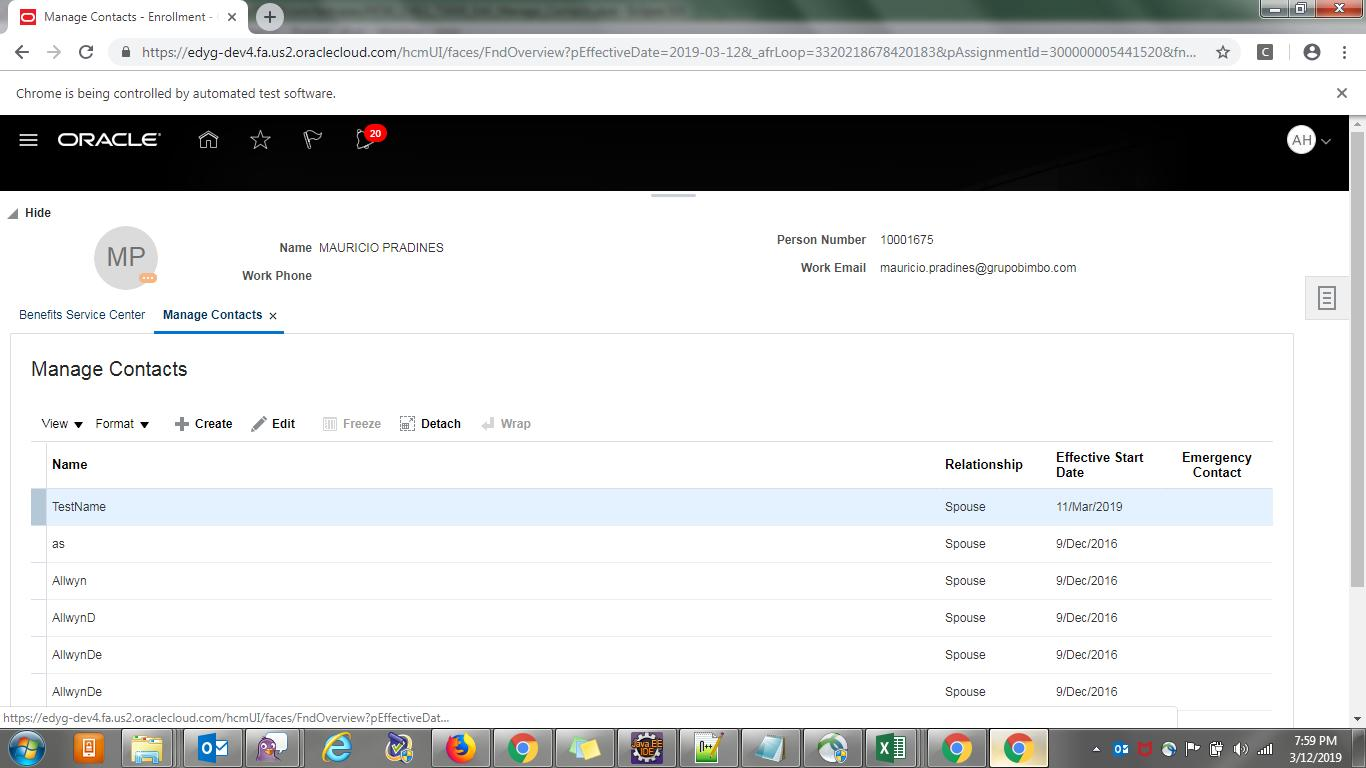 Manage Contacts - Enrollment -
https://edyg-dev4.fa.us2.oraclecloud.com/hcmUI/faces/FndOverview?pEffectiveDate=2019-03-12&_afrLoop=3320218678420183&pAssignmentId=300000005441520&fn...
C
Chrome is being controlled by automated test software.
ORACLE
20
AH
Hide
MP
Name MAURICIO PRADINES
Person Number 10001675
Work Phone
Work Email mauricio.pradines@grupobimbo.com
Benefits Service Center Manage Contacts
Manage Contacts
View Format Create Edit Freeze Detach Wrap
Name Relationship Effective Start Date Emergency Contact
TestName Spouse 11/Mar/2019
as Spouse 9/Dec/2016
Allwyn Spouse 9/Dec/2016
AllwynD Spouse 9/Dec/2016
AllwynDe Spouse 9/Dec/2016
AllwynDe Spouse 9/Dec/2016
https://edyg-dev4.fa.us2.oraclecloud.com/hcmUI/faces/FndOverview?pEffectiveDat...
Java EE
IDE
7:59 PM
3/12/2019